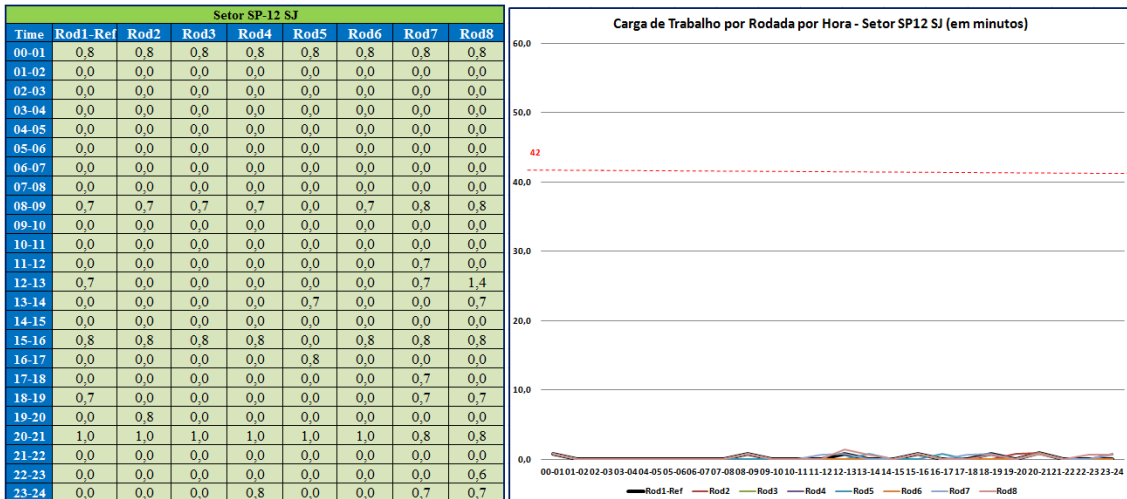 Setor SP-12 SJ
Time Rod1-Ref Rod2 Rod3 Rod4 Rod5 Rod6 Rod7 Rod8
00-01 0,8 0,8 0,8 0,8 0,8 0,8 0,8 0,8
01-02 0,0 0,0 0,0 0,0 0,0 0,0 0,0 0,0
02-03 0,0 0,0 0,0 0,0 0,0 0,0 0,0 0,0
03-04 0,0 0,0 0,0 0,0 0,0 0,0 0,0 0,0
04-05 0,0 0,0 0,0 0,0 0,0 0,0 0,0 0,0
05-06 0,0 0,0 0,0 0,0 0,0 0,0 0,0 0,0
06-07 0,0 0,0 0,0 0,0 0,0 0,0 0,0 0,0
07-08 0,0 0,0 0,0 0,0 0,0 0,0 0,0 0,0
08-09 0,7 0,7 0,7 0,7 0,0 0,7 0,8 0,8
09-10 0,0 0,0 0,0 0,0 0,0 0,0 0,0 0,0
10-11 0,0 0,0 0,0 0,0 0,0 0,0 0,0 0,0
11-12 0,0 0,0 0,0 0,0 0,0 0,0 0,7 0,0
12-13 0,7 0,0 0,0 0,0 0,0 0,0 0,7 1,4
13-14 0,0 0,0 0,0 0,0 0,7 0,0 0,0 0,7
14-15 0,0 0,0 0,0 0,0 0,0 0,0 0,0 0,0
15-16 0,8 0,8 0,8 0,8 0,0 0,8 0,8 0,8
16-17 0,0 0,0 0,0 0,0 0,8 0,0 0,0 0,0
17-18 0,0 0,0 0,0 0,0 0,0 0,0 0,7 0,0
18-19 0,7 0,0 0,0 0,0 0,0 0,0 0,7 0,7
19-20 0,0 0,8 0,0 0,0 0,0 0,0 0,0 0,0
20-21 1,0 1,0 1,0 1,0 1,0 1,0 0,8 0,8
21-22 0,0 0,0 0,0 0,0 0,0 0,0 0,0 0,0
22-23 0,0 0,0 0,0 0,0 0,0 0,0 0,0 0,6
23-24 0,0 0,0 0,0 0,8 0,0 0,0 0,7 0,7
Carga de Trabalho por Rodada por Hora - Setor SP12 SJ (em minutos)
60,0
50,0
42
40,0
30,0
20,0
10,0
0,0
00-01 01-02 02-03 03-04 04-05 05-06 06-07 07-08 08-09 09-10 10-11 11-12 12-13 13-14 14-15 15-16 16-17 17-18 18-19 19-20 20-21 21-22 22-23 23-24
Rod1-Ref Rod2 Rod3 Rod4 Rod5 Rod6 Rod7 Rod8